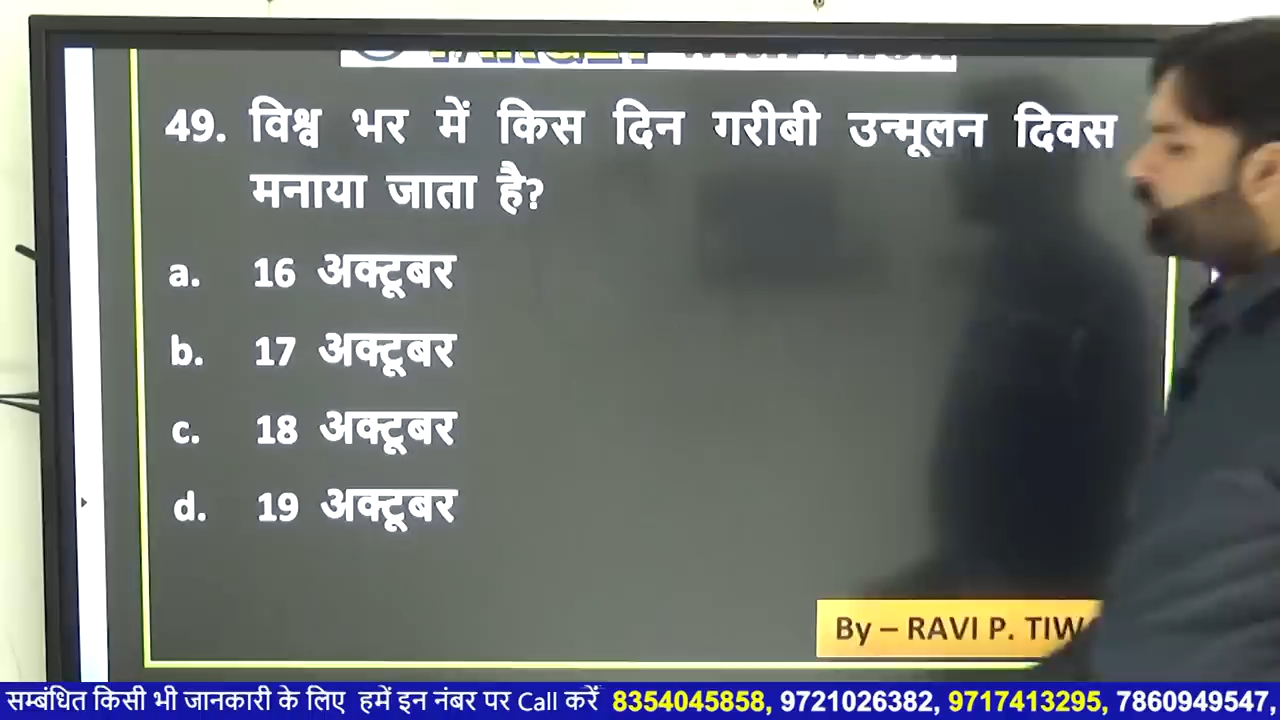 49. विश्व भर में किस दिन गरीबी उन्मूलन दिवस
मनाया जाता है?
a. 16 अक्टूबर
b. 17 अक्टूबर
c. 18 अक्टूबर
d. 19 अक्टूबर
By – RAVI P.
सम्बंधित किसी भी जानकारी के लिए हमें इन नंबर पर Call करें 8354045858, 9721026382, 9717413295, 7860949547,